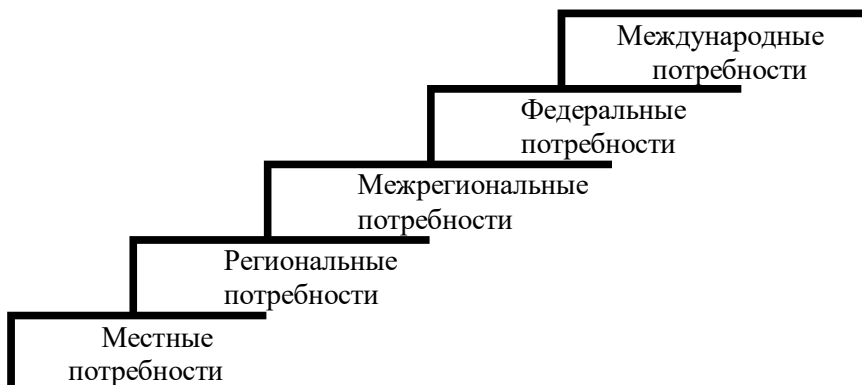 Международные
потребности
Федеральные
потребности
Межрегиональные
потребности
Региональные
потребности
Местные
потребности